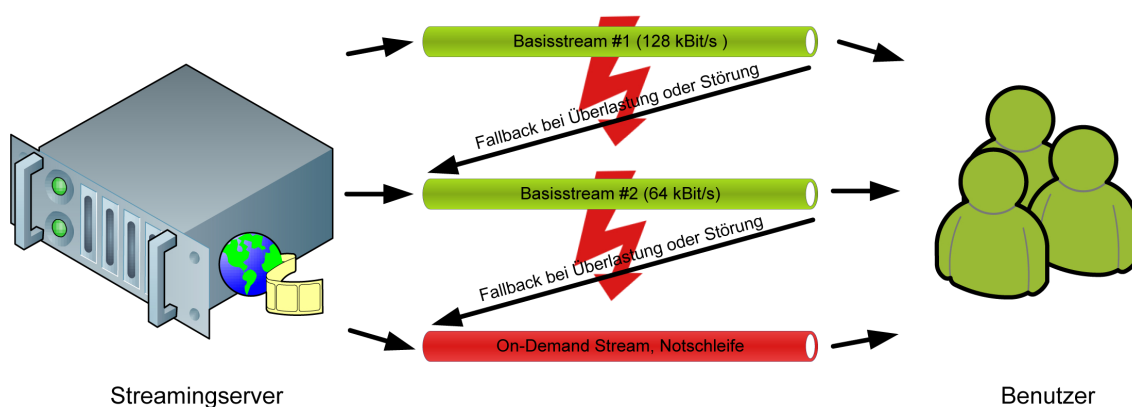 Basisstream #1 (128 kBit/s )
Fallback bei Überlastung oder Störung
Basisstream #2 (64 kBit/s)
Fallback bei Überlastung oder Störung
On-Demand Stream, Notschleife
Streamingserver
Benutzer